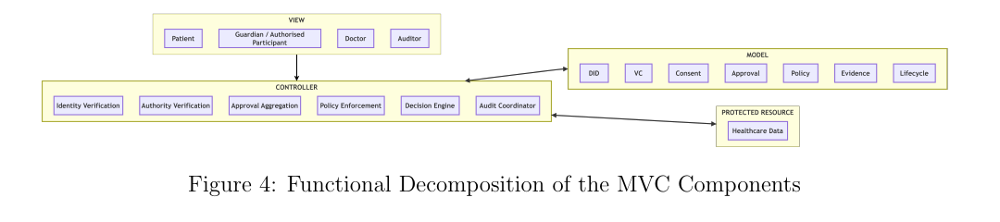 VIEW
Patient
Guardian / Authorised
Participant
Doctor
Auditor
MODEL
DID
VC
Consent
Approval
Policy
Evidence
Lifecycle
CONTROLLER
Identity Verification
Authority Verification
Approval Aggregation
Policy Enforcement
Decision Engine
Audit Coordinator
PROTECTED RESOURCE
Healthcare Data
Figure 4: Functional Decomposition of the MVC Components